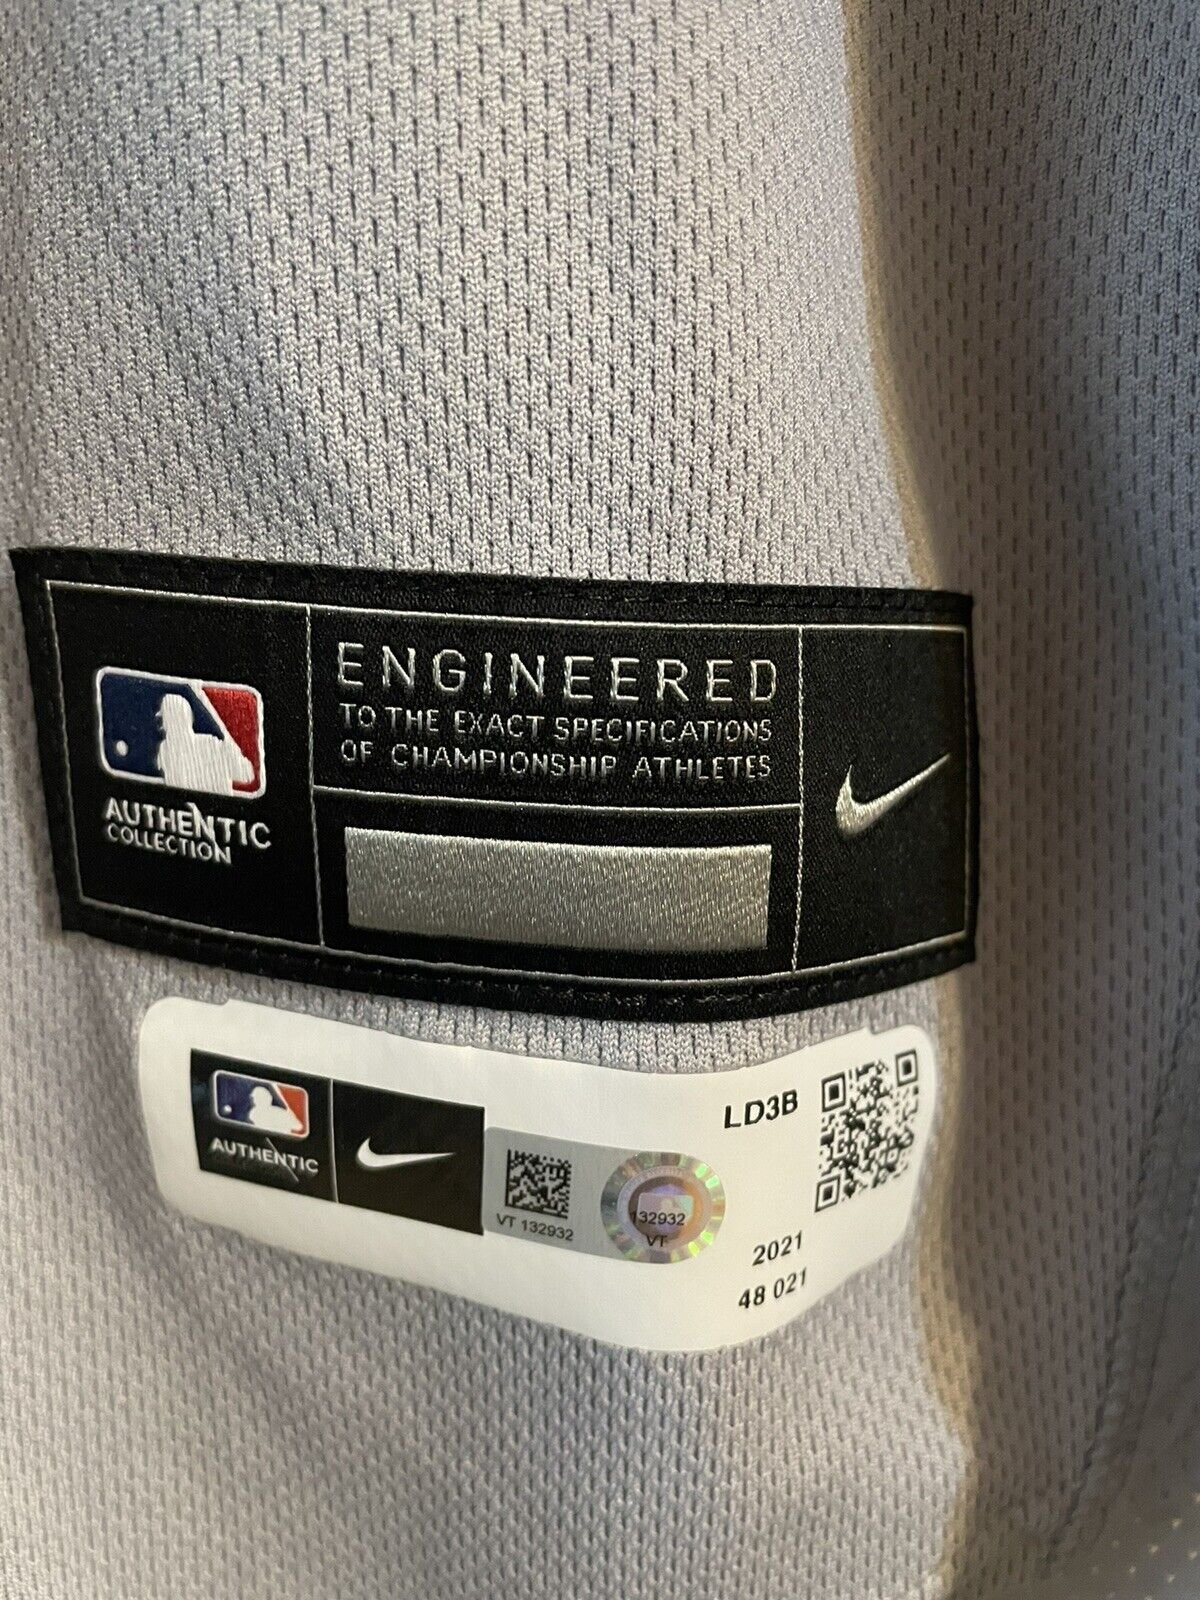 ENGINEERED
TO THE EXACT SPECIFICATIONS
OF CHAMPIONSHIP ATHLETES
AUTHENTIC
COLLECTION
LD3B
AUTHENTIC
VT 132932
132932
VT
2021
48 021